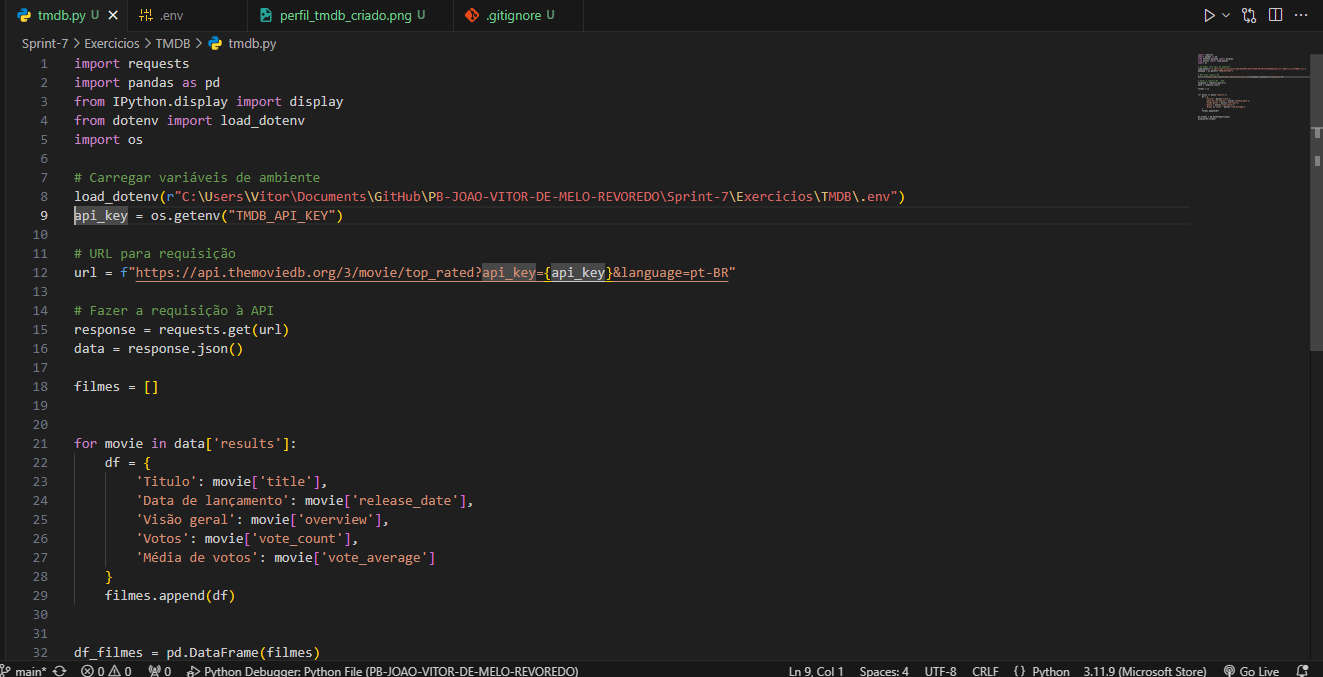 tmdb.py U
.env
perfil_tmdb_criado.png U
.gitignore U
Sprint-7 > Exercicios > TMDB > tmdb.py
1 import requests
2 import pandas as pd
3 from IPython.display import display
4 from dotenv import load_dotenv
5 import os
6
7 # Carregar variáveis de ambiente
8 load_dotenv(r"C:\Users\Vitor\Documents\GitHub\PB-JOAO-VITOR-DE-MELO-REVOREDO\Sprint-7\Exercicios\TMDB\.env")
9 api_key = os.getenv("TMDB_API_KEY")
10
11 # URL para requisição
12 url = f"https://api.themoviedb.org/3/movie/top_rated?api_key={api_key}&language=pt-BR"
13
14 # Fazer a requisição à API
15 response = requests.get(url)
16 data = response.json()
17
18 filmes = []
19
20
21 for movie in data['results']:
22     df = {
23         'Titulo': movie['title'],
24         'Data de lançamento': movie['release_date'],
25         'Visão geral': movie['overview'],
26         'Votos': movie['vote_count'],
27         'Média de votos': movie['vote_average']
28     }
29     filmes.append(df)
30
31
32 df_filmes = pd.DataFrame(filmes)
main* 0 0 0 Python Debugger: Python File (PB-JOAO-VITOR-DE-MELO-REVOREDO) Ln 9, Col 1 Spaces: 4 UTF-8 CRLF {} Python 3.11.9 (Microsoft Store) Go Live